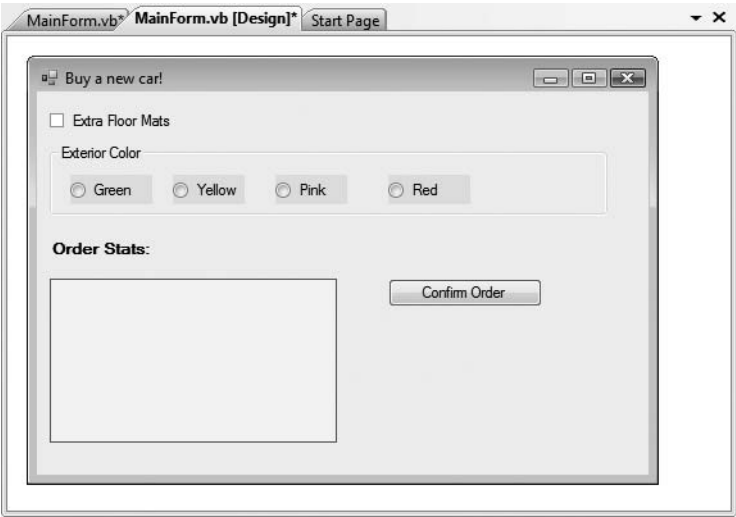 MainForm.vb* MainForm.vb [Design]* Start Page
Buy a new car!
Extra Floor Mats
Exterior Color
Green Yellow Pink Red
Order Stats:
Confirm Order